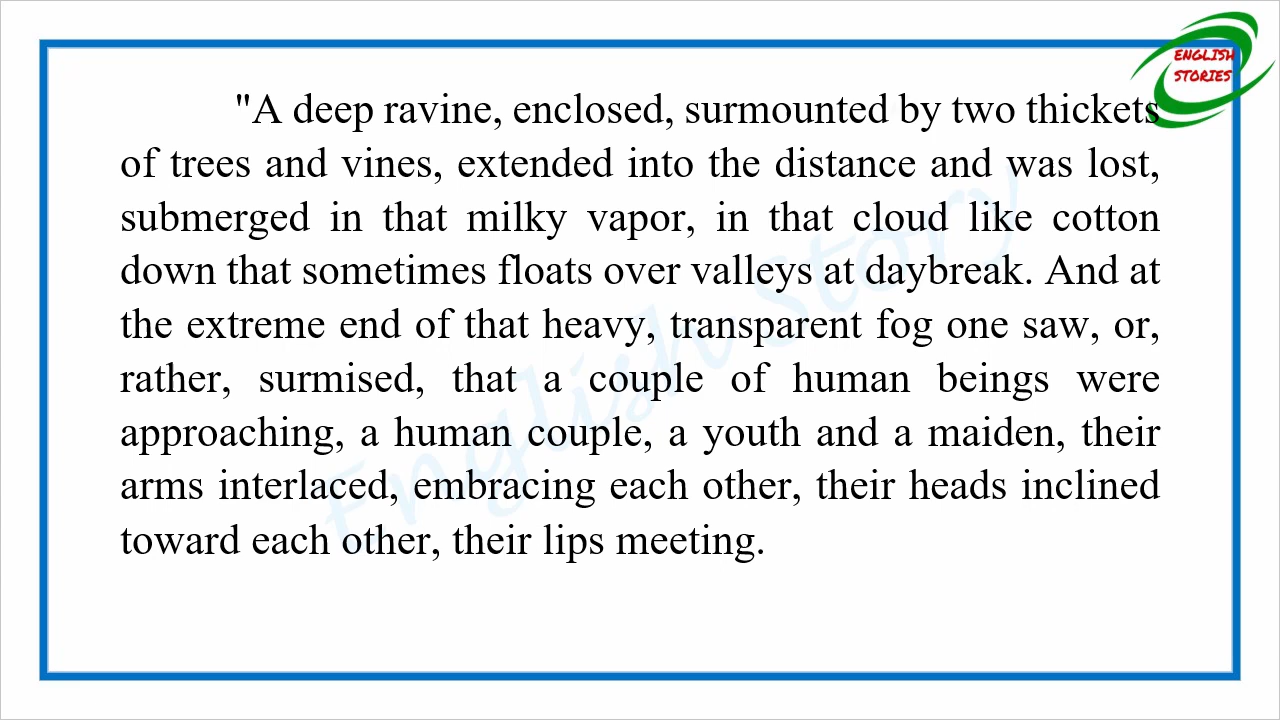 ENGLISH
STORIES
"A deep ravine, enclosed, surmounted by two thickets
of trees and vines, extended into the distance and was lost,
submerged in that milky vapor, in that cloud like cotton
down that sometimes floats over valleys at daybreak. And at
the extreme end of that heavy, transparent fog one saw, or,
rather, surmised, that a couple of human beings were
approaching, a human couple, a youth and a maiden, their
arms interlaced, embracing each other, their heads inclined
toward each other, their lips meeting.
English Story